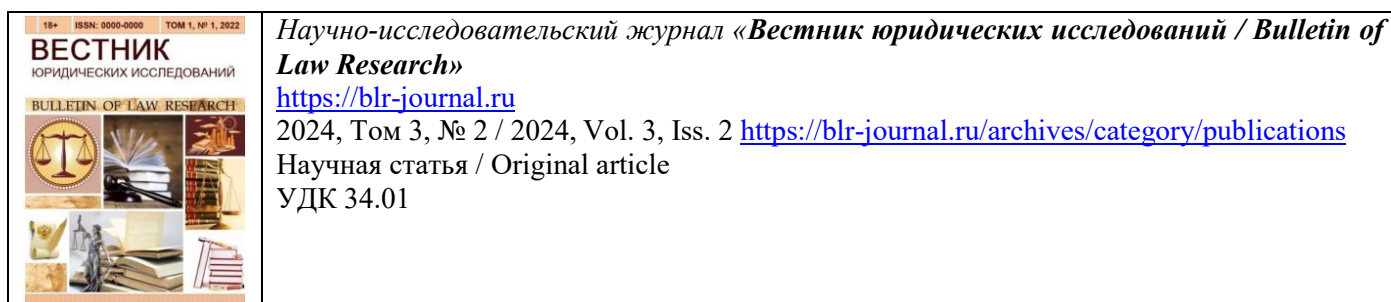 18+ ISSN: 0000-0000 ТОМ 1, № 1, 2022
ВЕСТНИК
ЮРИДИЧЕСКИХ ИССЛЕДОВАНИЙ
BULLETIN OF LAW RESEARCH
Научно-исследовательский журнал «Вестник юридических исследований / Bulletin of
Law Research»
https://blr-journal.ru
2024, Том 3, № 2 / 2024, Vol. 3, Iss. 2 https://blr-journal.ru/archives/category/publications
Научная статья / Original article
УДК 34.01